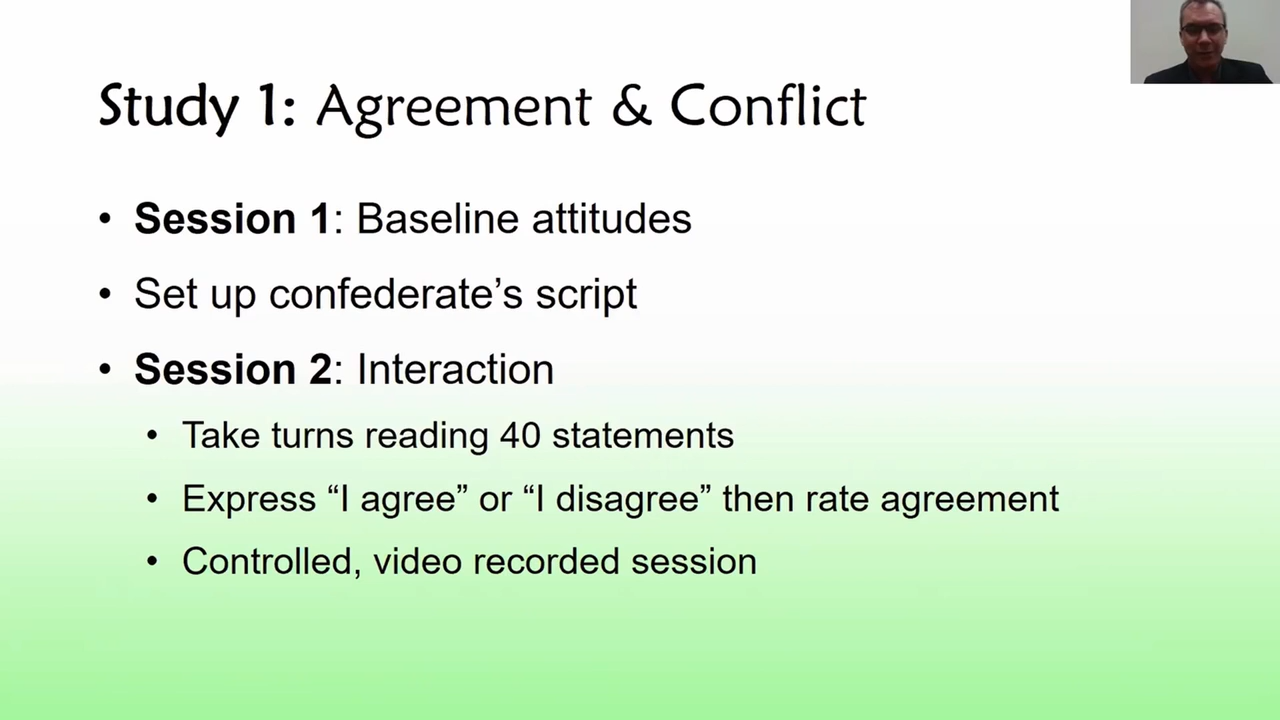 Study 1: Agreement & Conflict
• Session 1: Baseline attitudes
• Set up confederate’s script
• Session 2: Interaction
• Take turns reading 40 statements
• Express “I agree” or “I disagree” then rate agreement
• Controlled, video recorded session